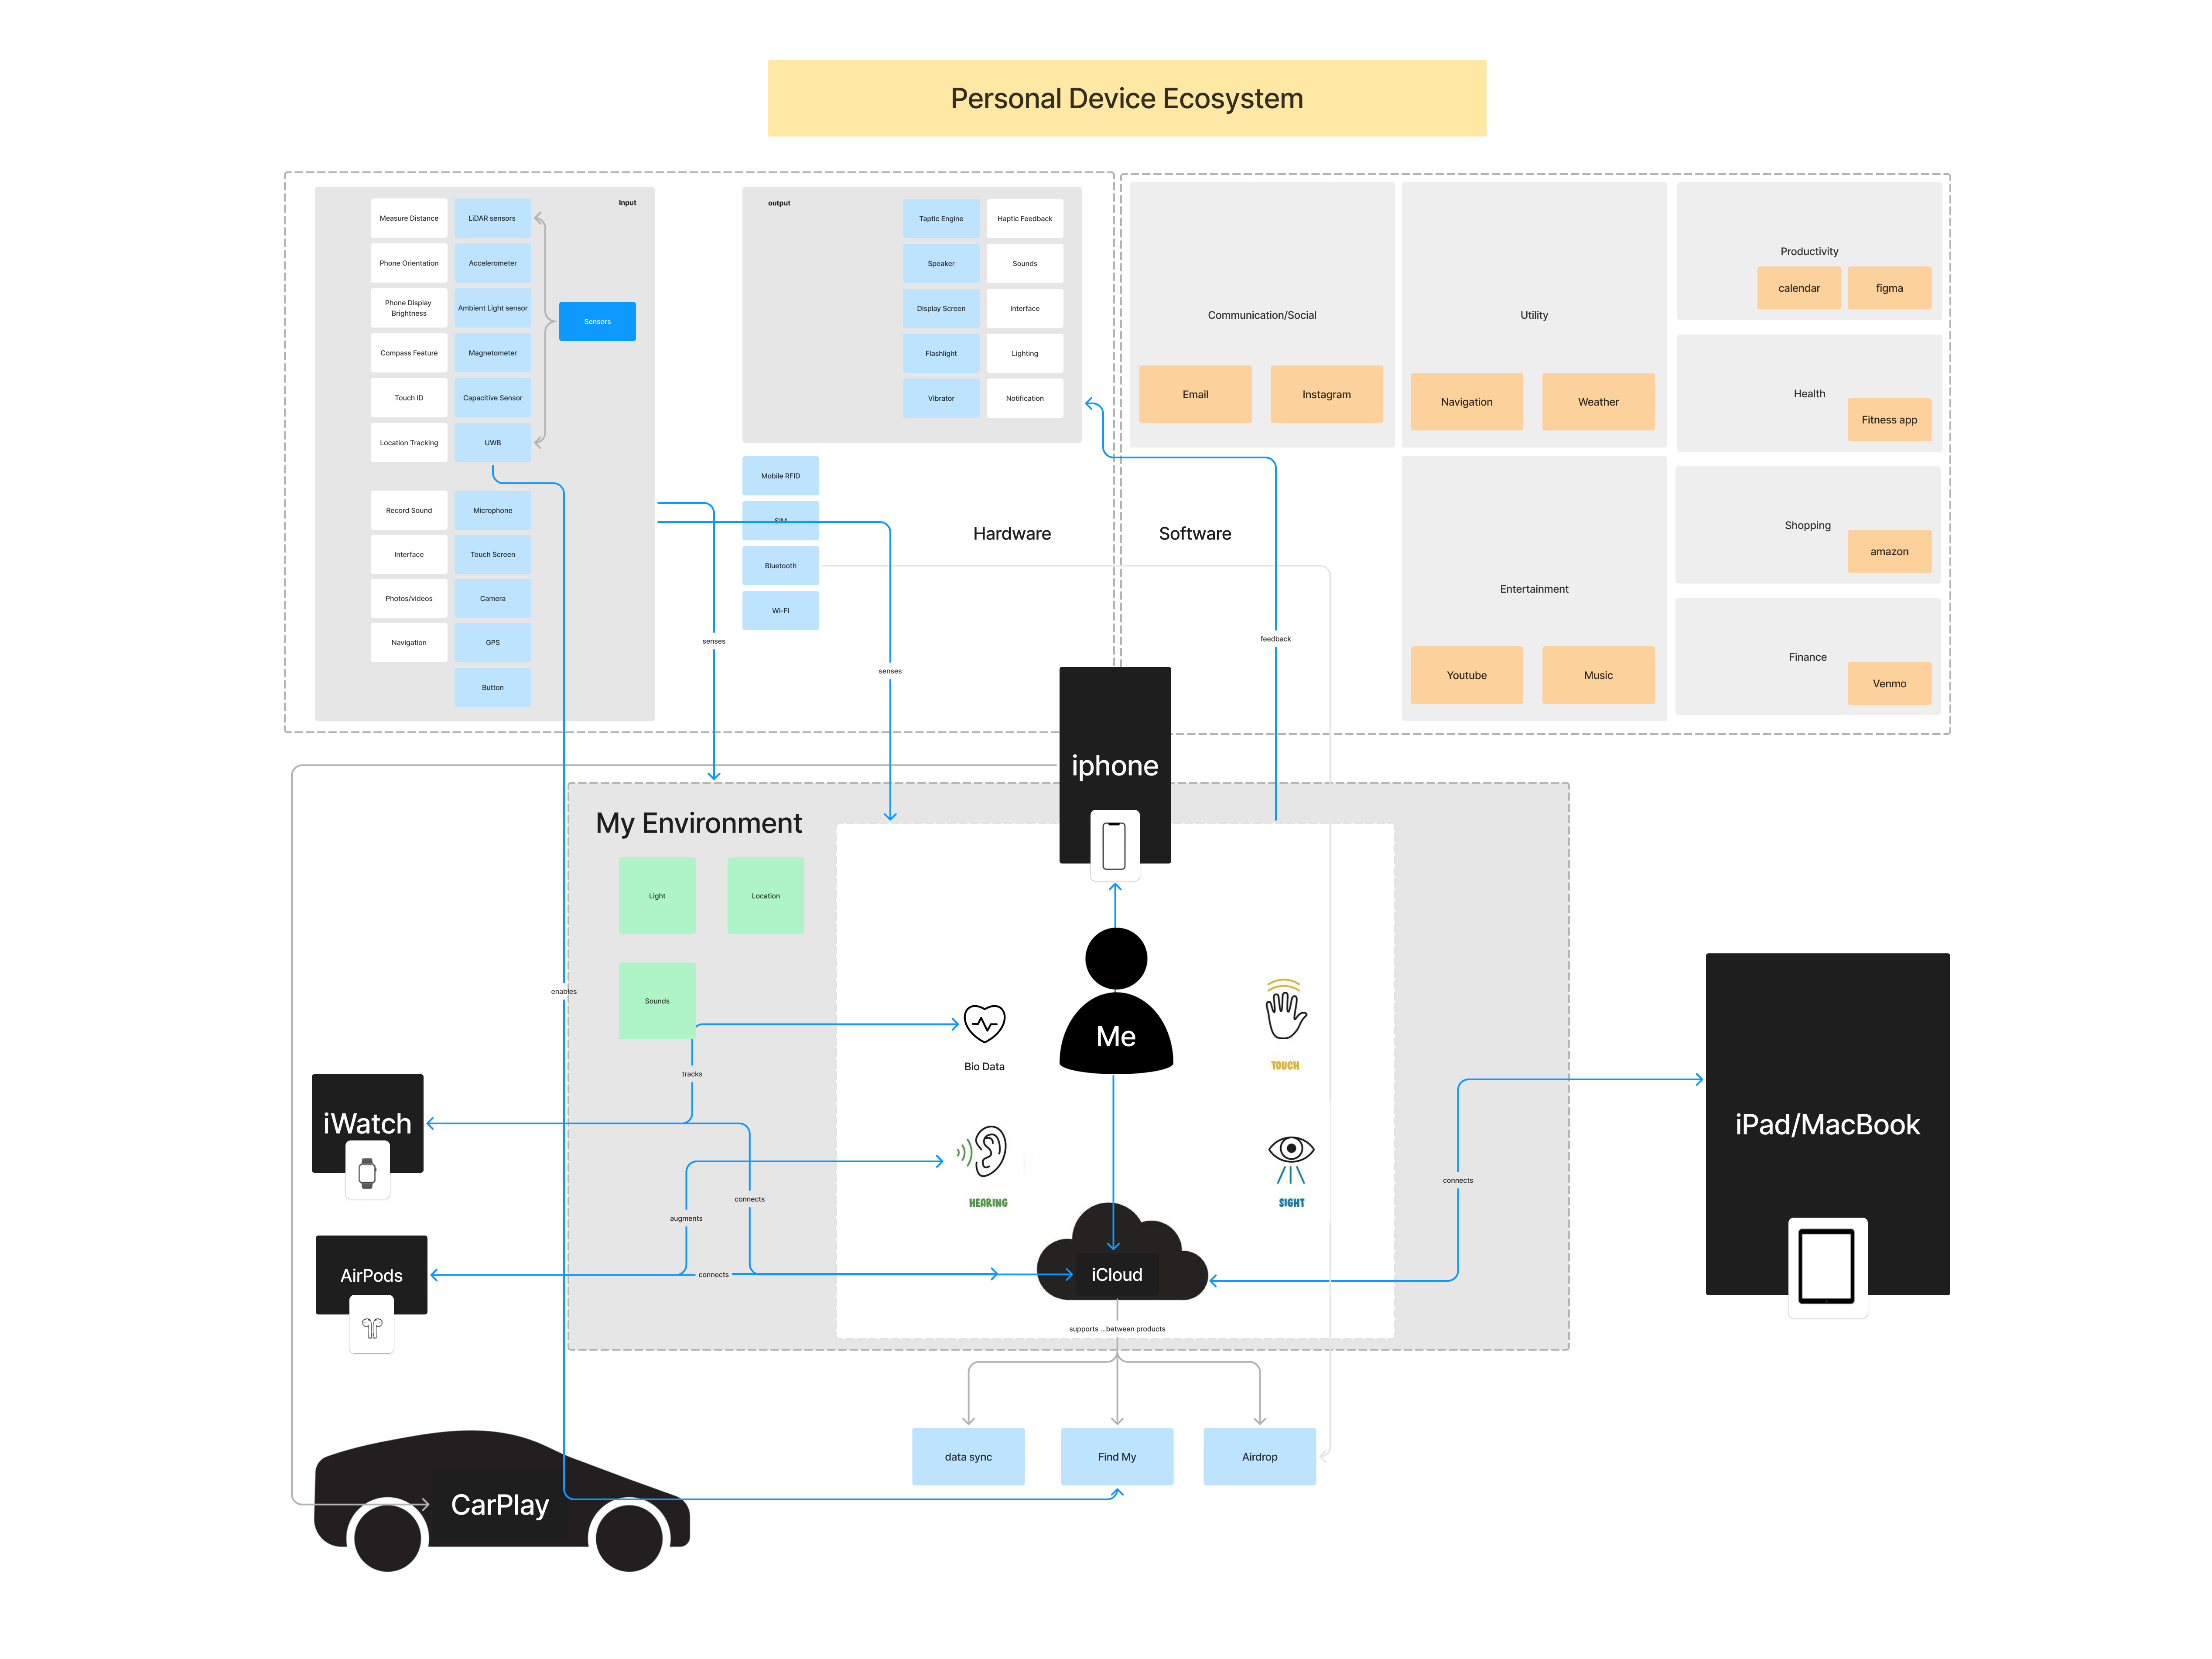 Personal Device Ecosystem
Input
Measure Distance
LiDAR sensors
Phone Orientation
Accelerometer
Phone Display
Brightness
Ambient Light sensor
Sensors
Compass Feature
Magnetometer
Touch ID
Capacitive Sensor
Location Tracking
UWB
Record Sound
Microphone
Interface
Touch Screen
Photos/videos
Camera
Navigation
GPS
Button
output
Taptic Engine
Haptic Feedback
Speaker
Sounds
Display Screen
Interface
Flashlight
Lighting
Vibrator
Notification
Mobile RFID
SIM
Bluetooth
Wi-Fi
Hardware
Software
Communication/Social
Email
Instagram
Utility
Navigation
Weather
Productivity
calendar
figma
Health
Fitness app
Shopping
amazon
Entertainment
Youtube
Music
Finance
Venmo
senses
senses
feedback
iphone
My Environment
Light
Location
Sounds
enables
tracks
Bio Data
Me
TOUCH
iWatch
HEARING
SIGHT
connects
augments
connects
iPad/MacBook
AirPods
connects
iCloud
supports ...between products
data sync
Find My
Airdrop
CarPlay